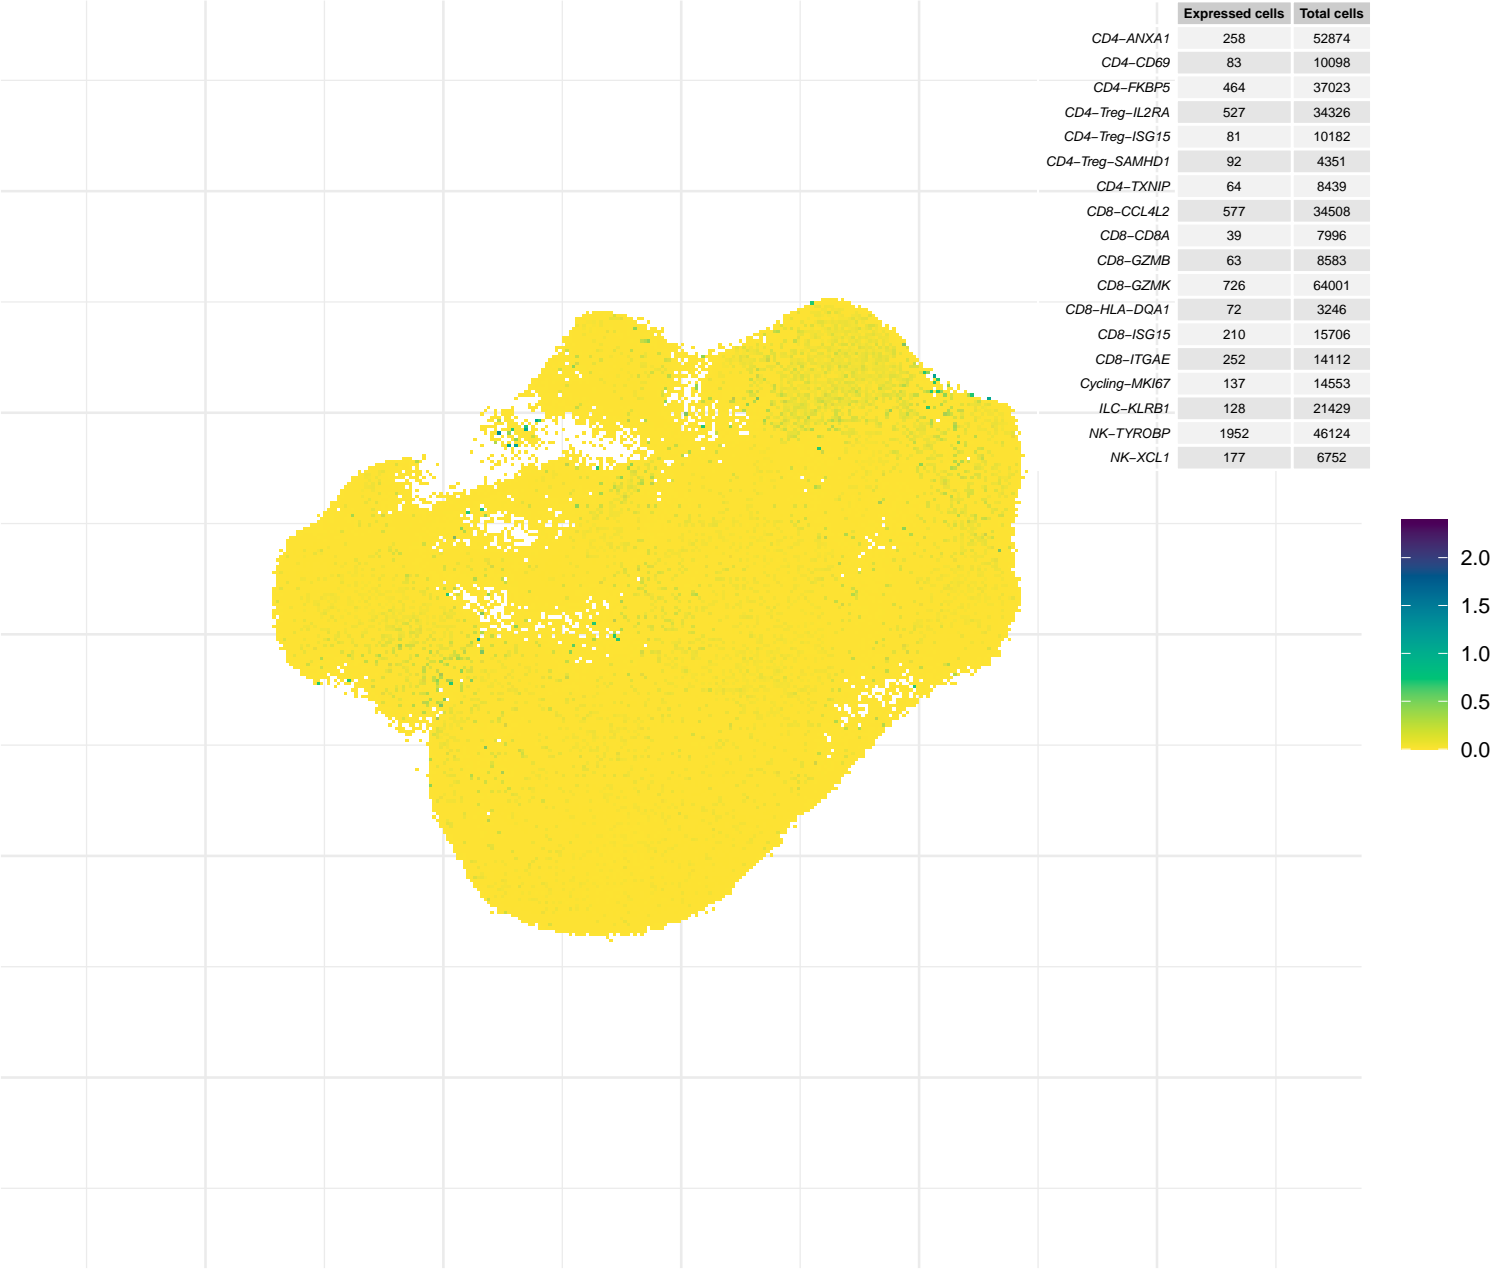 Expressed cells Total cells
CD4−ANXA1 258 52874
CD4−CD69 83 10098
CD4−FKBP5 464 37023
CD4−Treg−IL2RA 527 34326
CD4−Treg−ISG15 81 10182
CD4−Treg−SAMHD1 92 4351
CD4−TXNIP 64 8439
CD8−CCL4L2 577 34508
CD8−CD8A 39 7996
CD8−GZMB 63 8583
CD8−GZMK 726 64001
CD8−HLA−DQA1 72 3246
CD8−ISG15 210 15706
CD8−ITGAE 252 14112
Cycling−MKI67 137 14553
ILC−KLRB1 128 21429
NK−TYROBP 1952 46124
NK−XCL1 177 6752
2.0
1.5
1.0
0.5
0.0